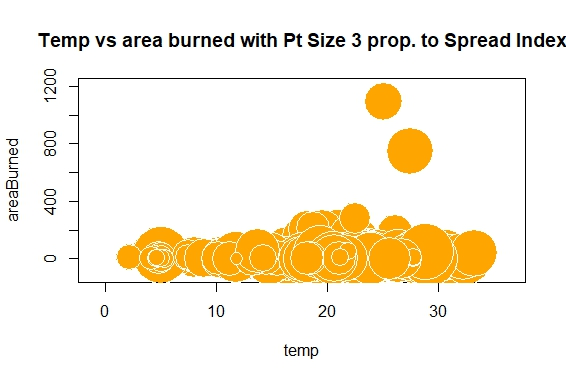 Temp vs area burned with Pt Size 3 prop. to Spread Index
areaBurned
1200
800
400
0
0 10 20 30
temp